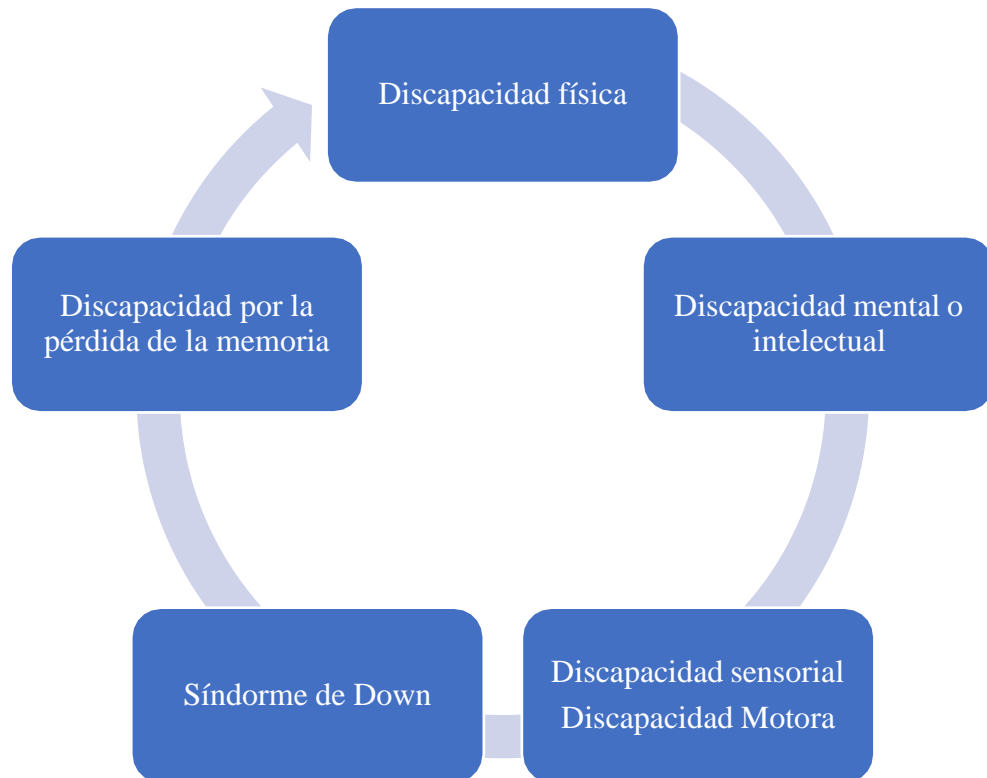 Discapacidad física
Discapacidad mental o
intelectual
Discapacidad sensorial
Discapacidad Motora
Síndorme de Down
Discapacidad por la
pérdida de la memoria